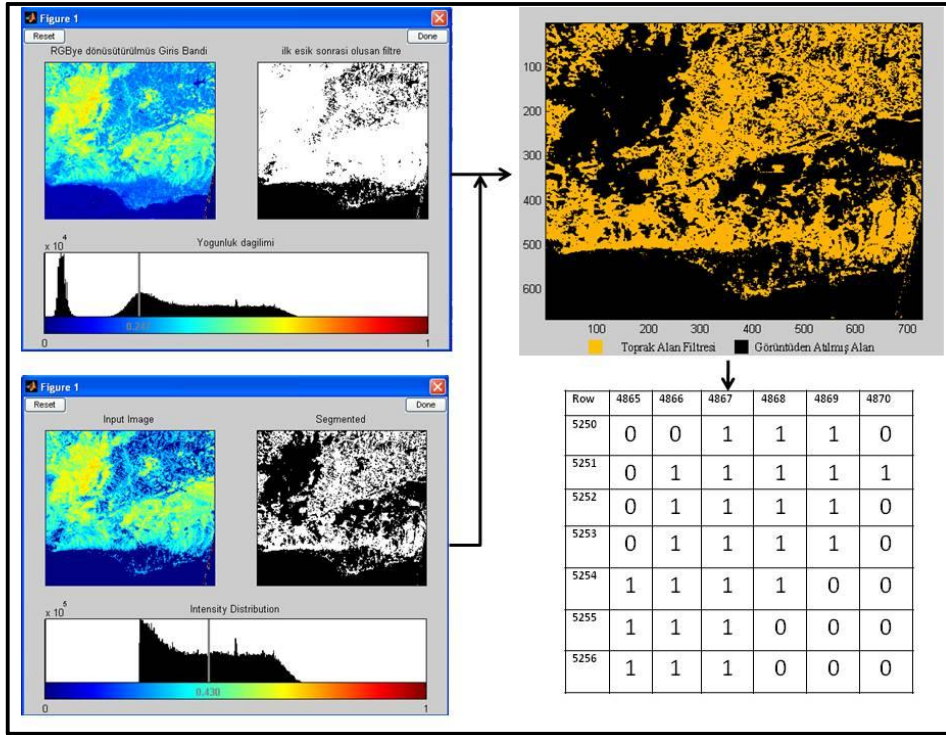 Figure 1
Reset Done
RGBye dönüsütürülmüs Giris Bandi
ilk esik sonrasi olusan filtre
x 10^4
Yogunluk dagilimi
0.247
0 1
Figure 1
Reset Done
Input Image
Segmented
x 10^5
Intensity Distribution
0.430
0 1
100
200
300
400
500
600
100 200 300 400 500 600 700
Toprak Alan Filtresi Görüntüden Atılmış Alan
Row 4865 4866 4867 4868 4869 4870
5250 0 0 1 1 1 0
5251 0 1 1 1 1 1
5252 0 1 1 1 1 0
5253 0 1 1 1 1 0
5254 1 1 1 1 0 0
5255 1 1 1 0 0 0
5256 1 1 1 0 0 0